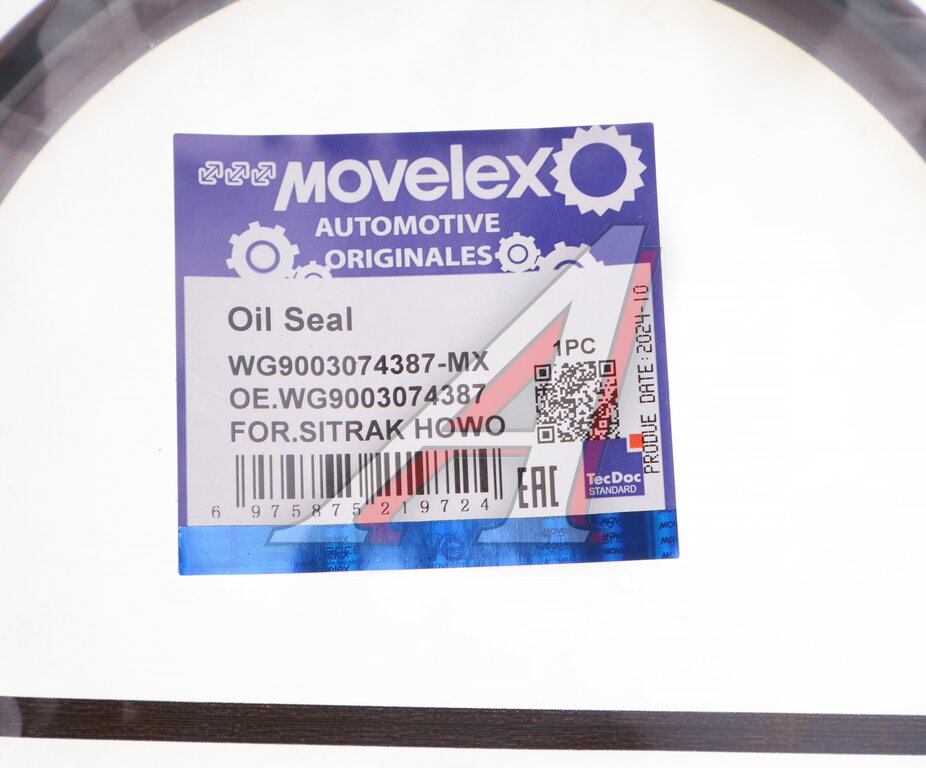 MOVELEX
AUTOMOTIVE
ORIGINALES
Oil Seal
WG9003074387-MX
OE.WG9003074387
FOR.SITRAK HOWO
1PC
PRODUE DATE:2024-10
6 975875 219724
EAC
TecDoc
STANDARD